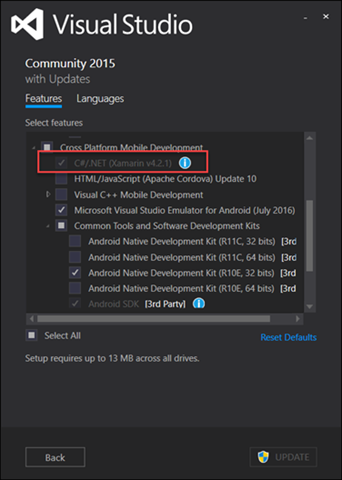 Visual Studio
Community 2015
with Updates
Features Languages
Select features
Cross Platform Mobile Development
C#/.NET (Xamarin v4.2.1)
HTML/JavaScript (Apache Cordova) Update 10
Visual C++ Mobile Development
Microsoft Visual Studio Emulator for Android (July 2016)
Common Tools and Software Development Kits
Android Native Development Kit (R11C, 32 bits) [3rd
Android Native Development Kit (R11C, 64 bits) [3rd
Android Native Development Kit (R10E, 32 bits) [3rd
Android Native Development Kit (R10E, 64 bits) [3rd
Android SDK [3rd Party]
Select All Reset Defaults
Setup requires up to 13 MB across all drives.
Back UPDATE